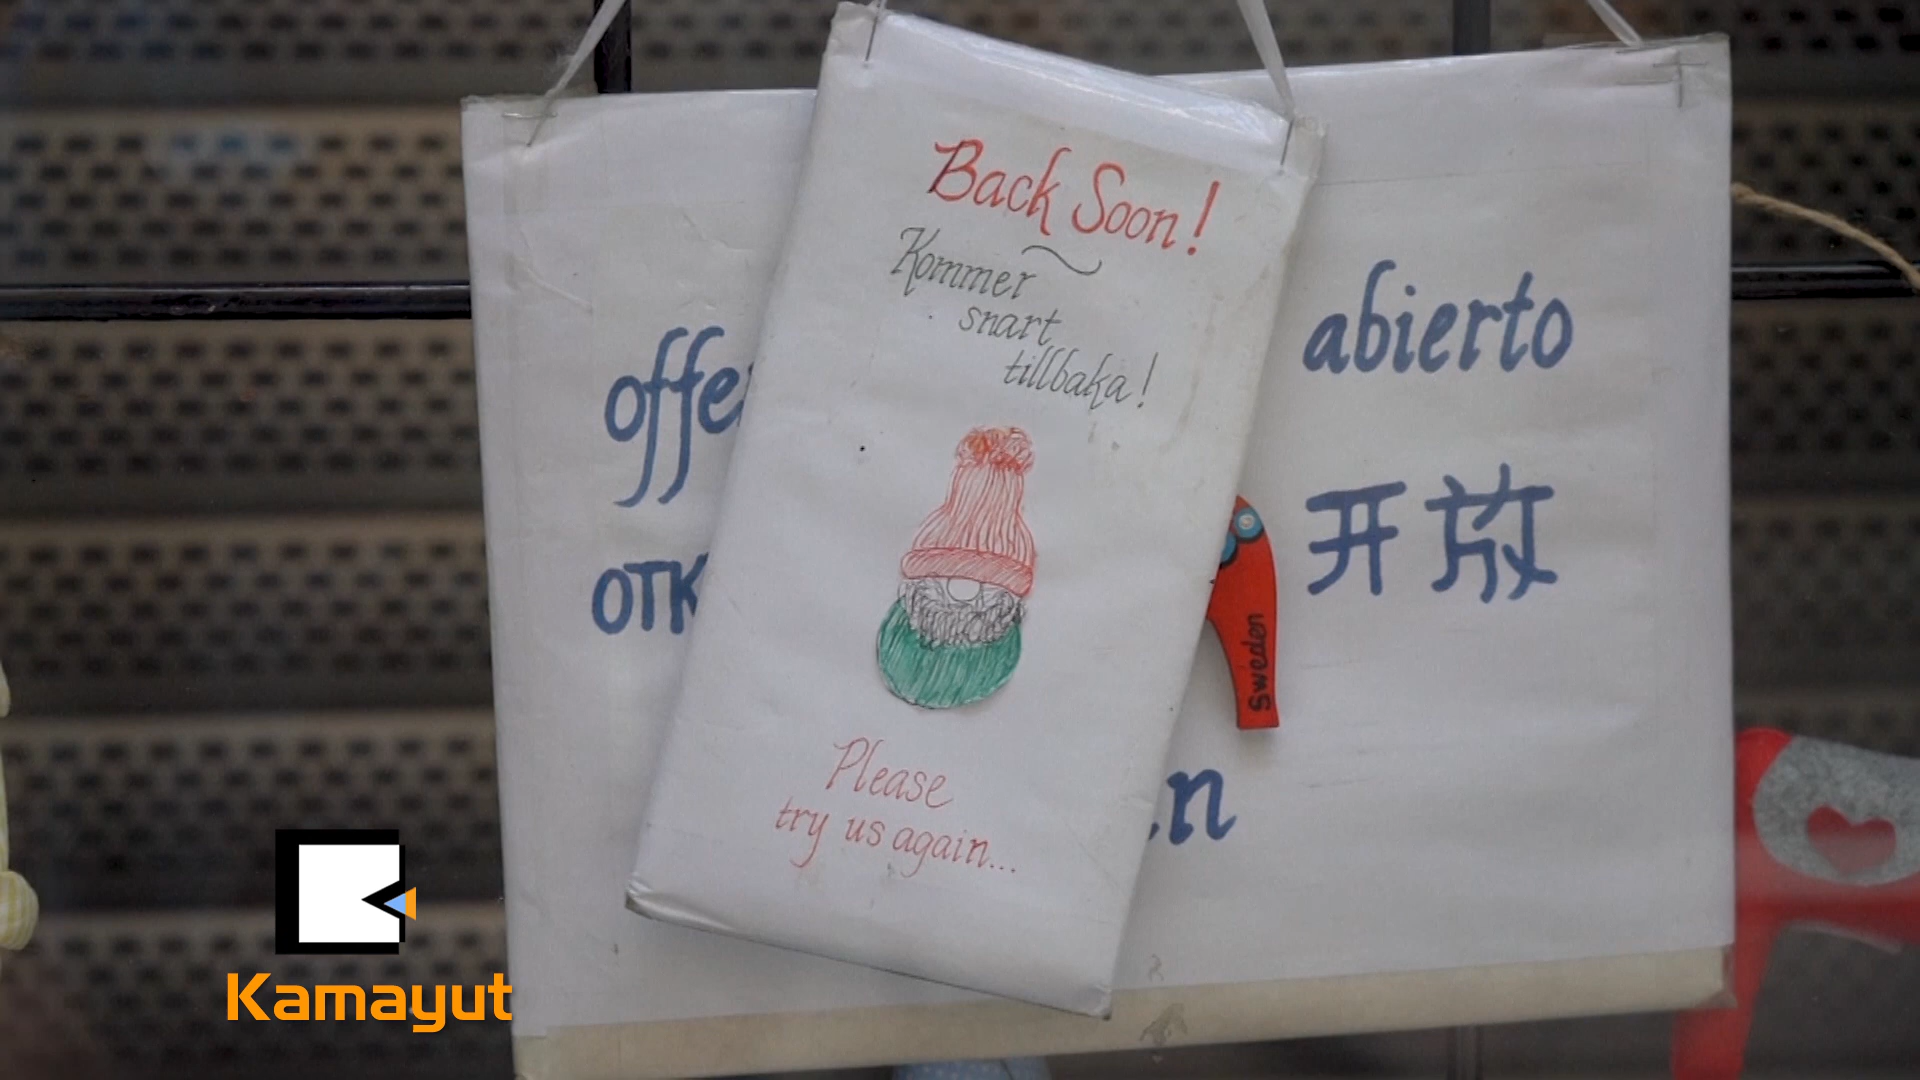 Back Soon!
Kommer
snart
tillbaka!
Please
try us again...
abierto
开放
Sweden
Kamayut